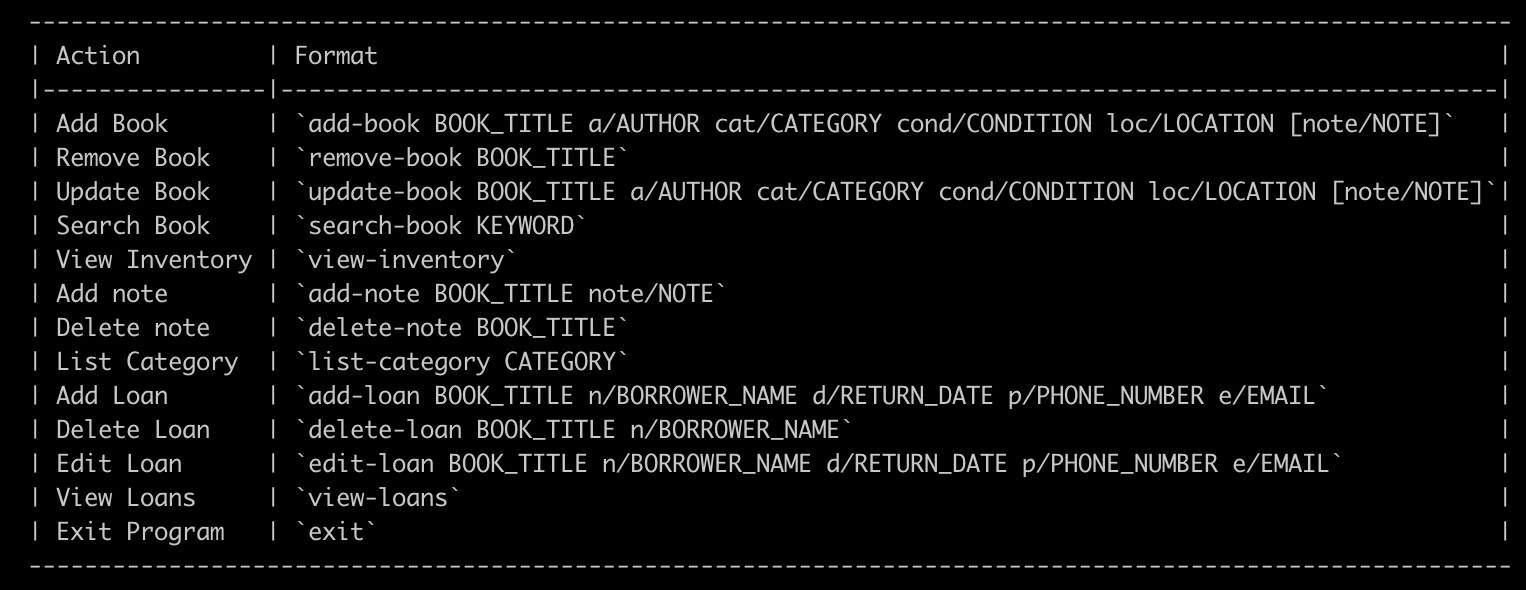 ----------------------------------------------------------------------------------------------------------
| Action         | Format                                                                                |
|----------------|---------------------------------------------------------------------------------------|
| Add Book       | `add-book BOOK_TITLE a/AUTHOR cat/CATEGORY cond/CONDITION loc/LOCATION [note/NOTE]`   |
| Remove Book    | `remove-book BOOK_TITLE`                                                              |
| Update Book    | `update-book BOOK_TITLE a/AUTHOR cat/CATEGORY cond/CONDITION loc/LOCATION [note/NOTE]`|
| Search Book    | `search-book KEYWORD`                                                                 |
| View Inventory | `view-inventory`                                                                      |
| Add note       | `add-note BOOK_TITLE note/NOTE`                                                       |
| Delete note    | `delete-note BOOK_TITLE`                                                              |
| List Category  | `list-category CATEGORY`                                                              |
| Add Loan       | `add-loan BOOK_TITLE n/BORROWER_NAME d/RETURN_DATE p/PHONE_NUMBER e/EMAIL`            |
| Delete Loan    | `delete-loan BOOK_TITLE n/BORROWER_NAME`                                              |
| Edit Loan      | `edit-loan BOOK_TITLE n/BORROWER_NAME d/RETURN_DATE p/PHONE_NUMBER e/EMAIL`           |
| View Loans     | `view-loans`                                                                          |
| Exit Program   | `exit`                                                                                |
----------------------------------------------------------------------------------------------------------